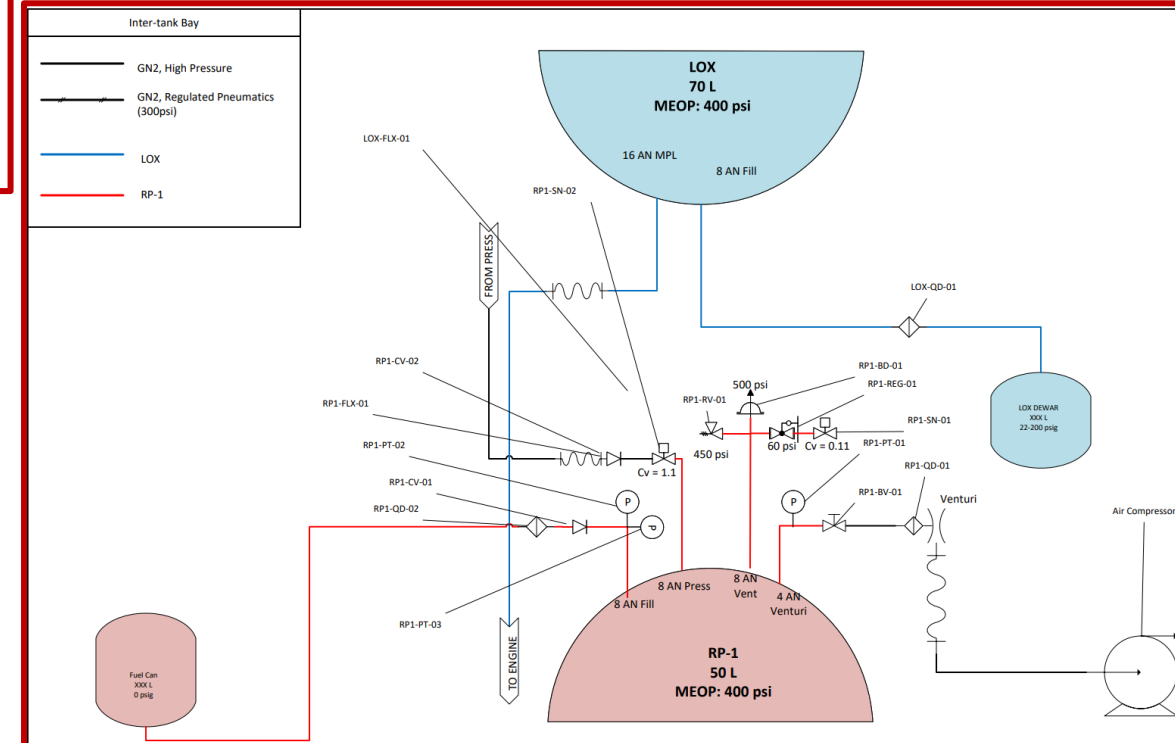 Inter-tank Bay
GN2, High Pressure
GN2, Regulated Pneumatics
(300psi)
LOX
RP-1
LOX
70 L
MEOP: 400 psi
16 AN MPL
8 AN Fill
LOX-FLX-01
RP1-SN-02
FROM PRESS
LOX-QD-01
RP1-CV-02
RP1-FLX-01
RP1-PT-02
RP1-CV-01
RP1-QD-02
RP1-BD-01
500 psi
RP1-REG-01
RP1-RV-01
RP1-SN-01
450 psi
60 psi
Cv = 0.11
RP1-PT-01
Cv = 1.1
LOX DEWAR
XXX L
22-200 psig
P
P
P
RP1-QD-01
RP1-BV-01
Venturi
Air Compressor
8 AN Fill
8 AN Press
8 AN
Vent
4 AN
Venturi
RP1-PT-03
TO ENGINE
RP-1
50 L
MEOP: 400 psi
Fuel Can
XXX L
0 psig